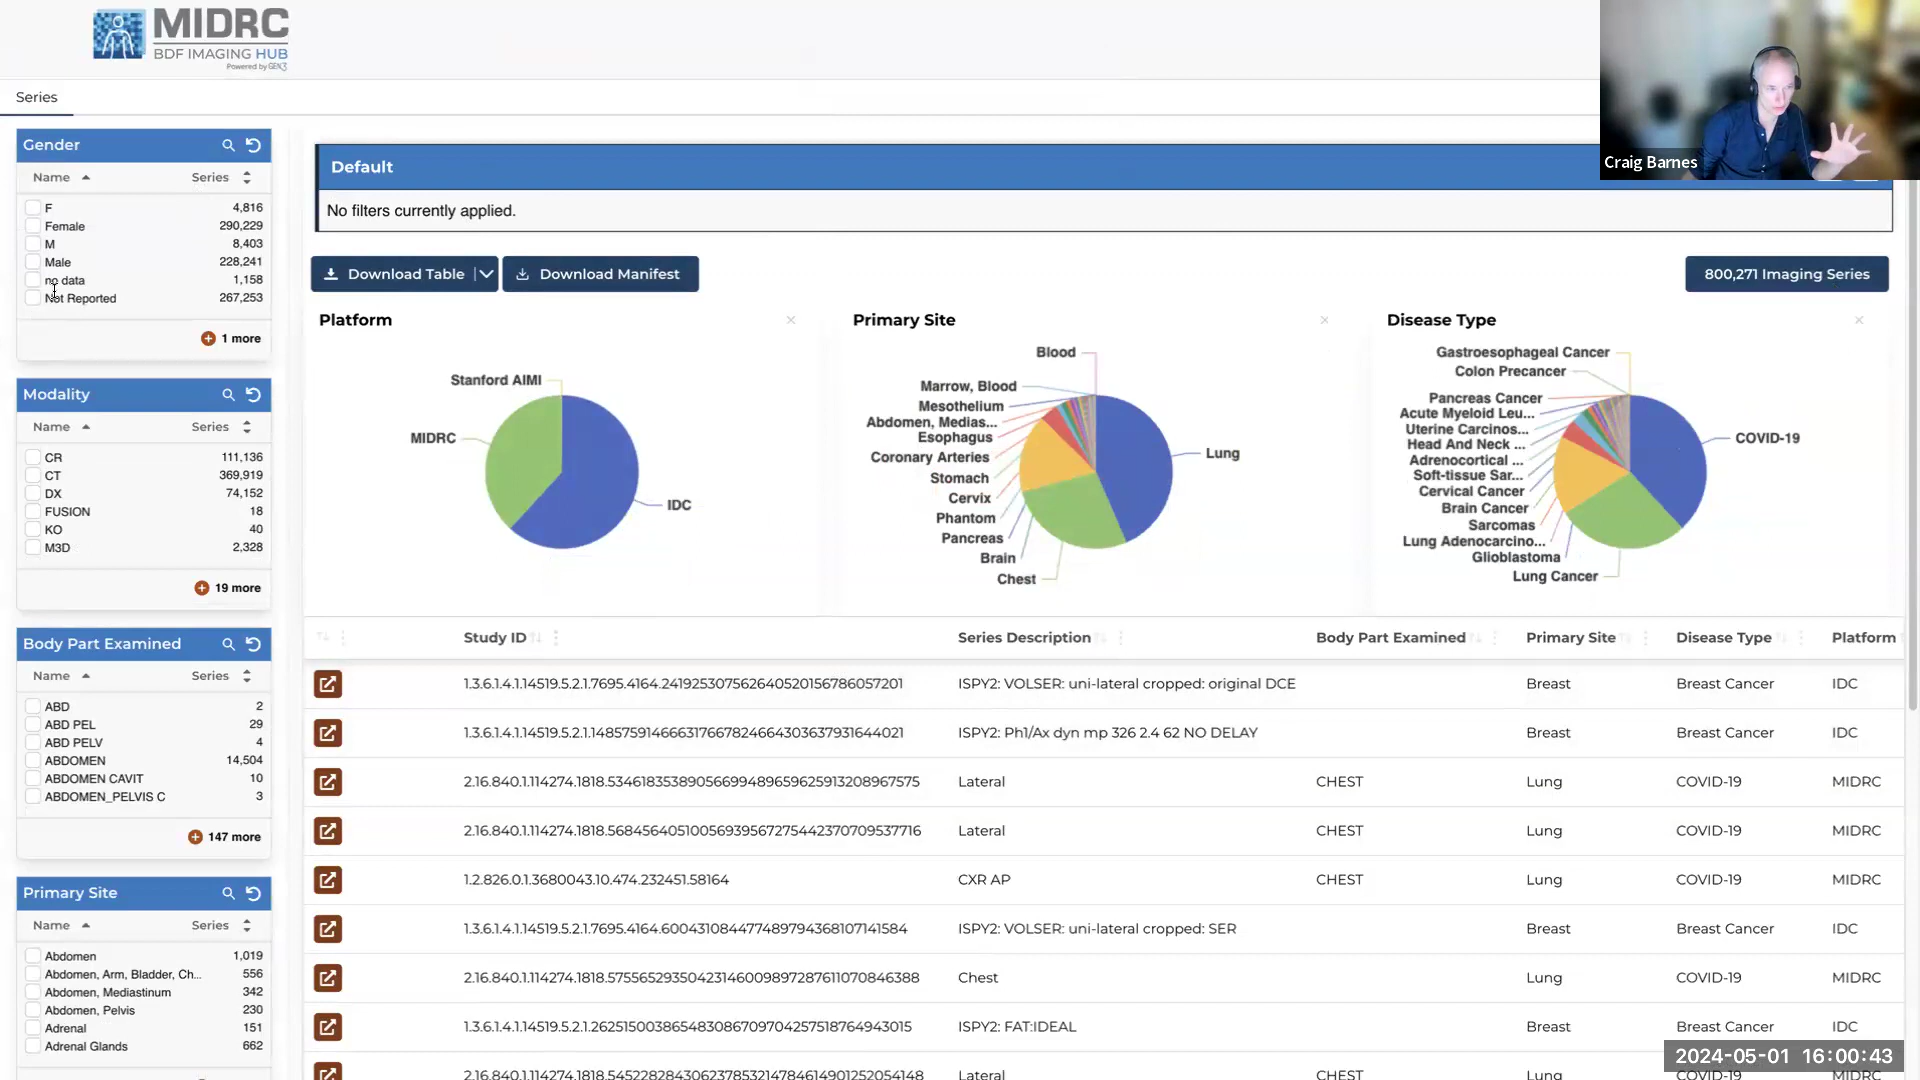 MIDRC
BDF IMAGING HUB
Powered by GEN3
Craig Barnes
Series
Gender
Name Series
F 4,816
Female 290,229
M 8,403
Male 228,241
no data 1,158
Not Reported 267,253
1 more
Modality
Name Series
CR 111,136
CT 369,919
DX 74,152
FUSION 18
KO 40
M3D 2,328
19 more
Body Part Examined
Name Series
ABD 2
ABD PEL 29
ABD PELV 4
ABDOMEN 14,504
ABDOMEN CAVIT 10
ABDOMEN_PELVIS C 3
147 more
Primary Site
Name Series
Abdomen 1,019
Abdomen, Arm, Bladder, Ch... 556
Abdomen, Mediastinum 342
Abdomen, Pelvis 230
Adrenal 151
Adrenal Glands 662
Default
No filters currently applied.
Download Table
Download Manifest
800,271 Imaging Series
Platform
Stanford AIMI
MIDRC
IDC
Primary Site
Blood
Marrow, Blood
Mesothelium
Abdomen, Medias...
Esophagus
Coronary Arteries
Stomach
Cervix
Phantom
Pancreas
Brain
Chest
Lung
Disease Type
Gastroesophageal Cancer
Colon Precancer
Pancreas Cancer
Acute Myeloid Leu...
Uterine Carcinos...
Head And Neck ...
Adrenocortical ...
Soft-tissue Sar...
Cervical Cancer
Brain Cancer
Sarcomas
Lung Adenocarcino...
Glioblastoma
Lung Cancer
COVID-19
Study ID Series Description Body Part Examined Primary Site Disease Type Platform
1.3.6.1.4.1.14519.5.2.1.7695.4164.241925307562640520156786057201 ISPY2: VOLSER: uni-lateral cropped: original DCE Breast Breast Cancer IDC
1.3.6.1.4.1.14519.5.2.1.148575914666317667824664303637931644021 ISPY2: Ph1/Ax dyn mp 326 2.4 62 NO DELAY Breast Breast Cancer IDC
2.16.840.1.114274.1818.53461835389056699489659625913208967575 Lateral CHEST Lung COVID-19 MIDRC
2.16.840.1.114274.1818.56845640510056939567275442370709537716 Lateral CHEST Lung COVID-19 MIDRC
1.2.826.0.1.3680043.10.474.232451.58164 CXR AP CHEST Lung COVID-19 MIDRC
1.3.6.1.4.1.14519.5.2.1.7695.4164.600431084477489794368107141584 ISPY2: VOLSER: uni-lateral cropped: SER Breast Breast Cancer IDC
2.16.840.1.114274.1818.57556529350423146009897287611070846388 Chest Lung COVID-19 MIDRC
1.3.6.1.4.1.14519.5.2.1.262515003865483086709704257518764943015 ISPY2: FAT:IDEAL Breast Breast Cancer IDC
2.16.840.1.114274.1818.54522828430623785321478461490125205414​8 Lateral CHEST Lung MIDRC
2024-05-01 16:00:43